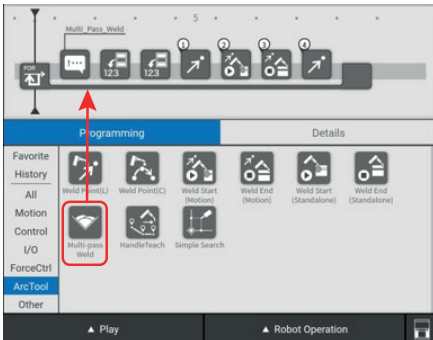 5
Multi_Pass_Weld
1 2 3 4
FOR
123 123
Programming Details
Favorite
History
All
Motion
Control
I/O
ForceCtrl
ArcTool
Other
Weld Point(L) Weld Point(C) Weld Start (Motion) Weld End (Motion) Weld Start (Standalone) Weld End (Standalone)
Multi-pass Weld HandleTeach Simple Search
▲ Play ▲ Robot Operation